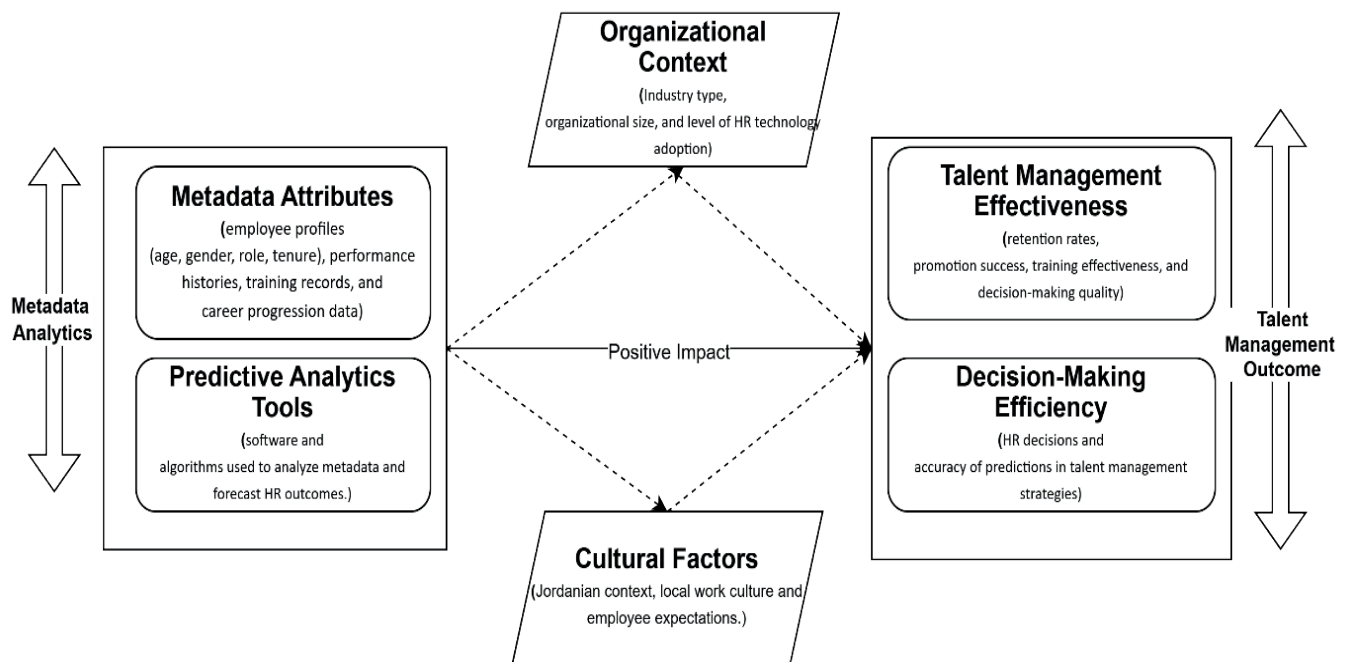 Organizational
Context
(Industry type,
organizational size, and level of HR technology
adoption)
Metadata
Analytics
Metadada Attributes
(employee profiles
(age, gender, role, tenure), performance
histories, training records, and
career progression data)
Predictive Analytics
Tools
(software and
algorithms used to analyze metadata and
forecast HR outcomes.)
Positive Impact
Talent Management
Effectiveness
(retention rates,
promotion success, training effectiveness, and
decision-making quality)
Decision-Making
Efficiency
(HR decisions and
accuracy of predictions in talent management
strategies)
Talent
Management
Outcome
Cultural Factors
(Jordanian context, local work culture and
employee expectations.)